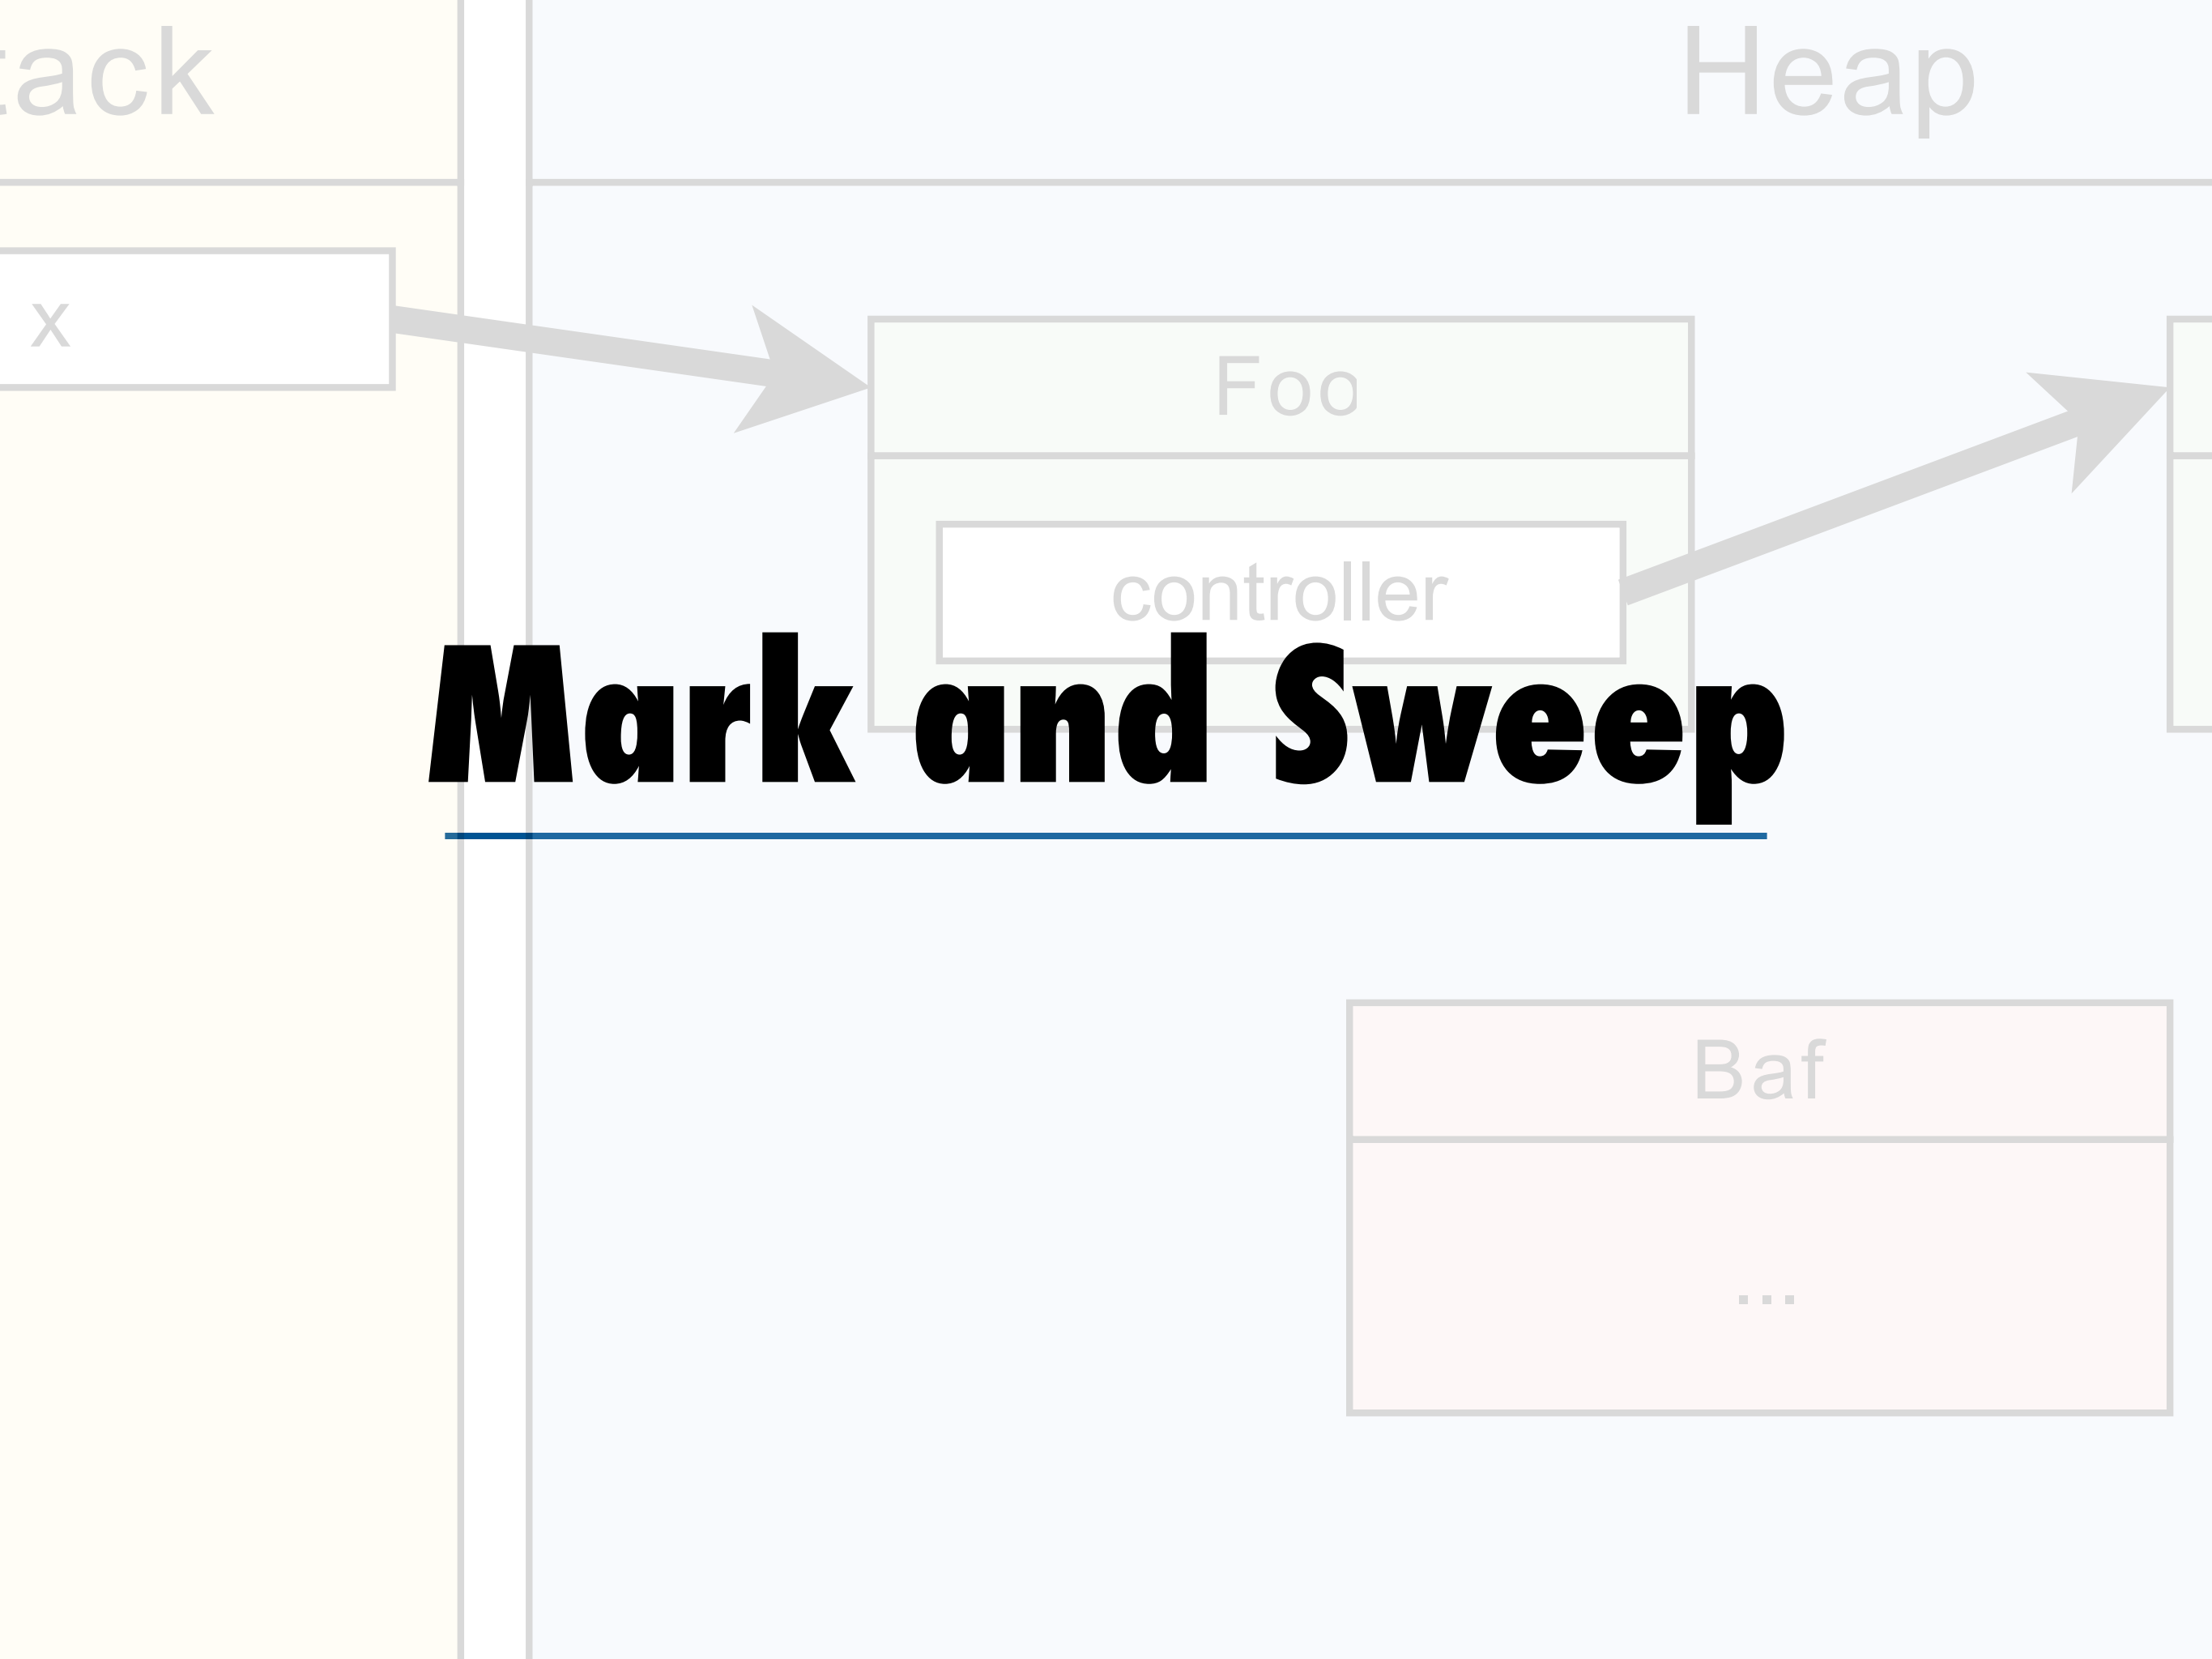 tack
Heap
x
Foo
controller
Mark and Sweep
Baf
...